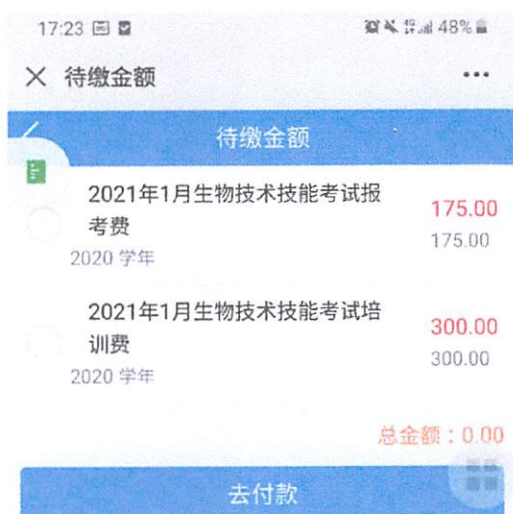 17:23 48%
待缴金额
待缴金额
2021年1月生物技术技能考试报
考费
175.00
175.00
2020 学年
2021年1月生物技术技能考试培
训费
300.00
300.00
2020 学年
总金额：0.00
去付款